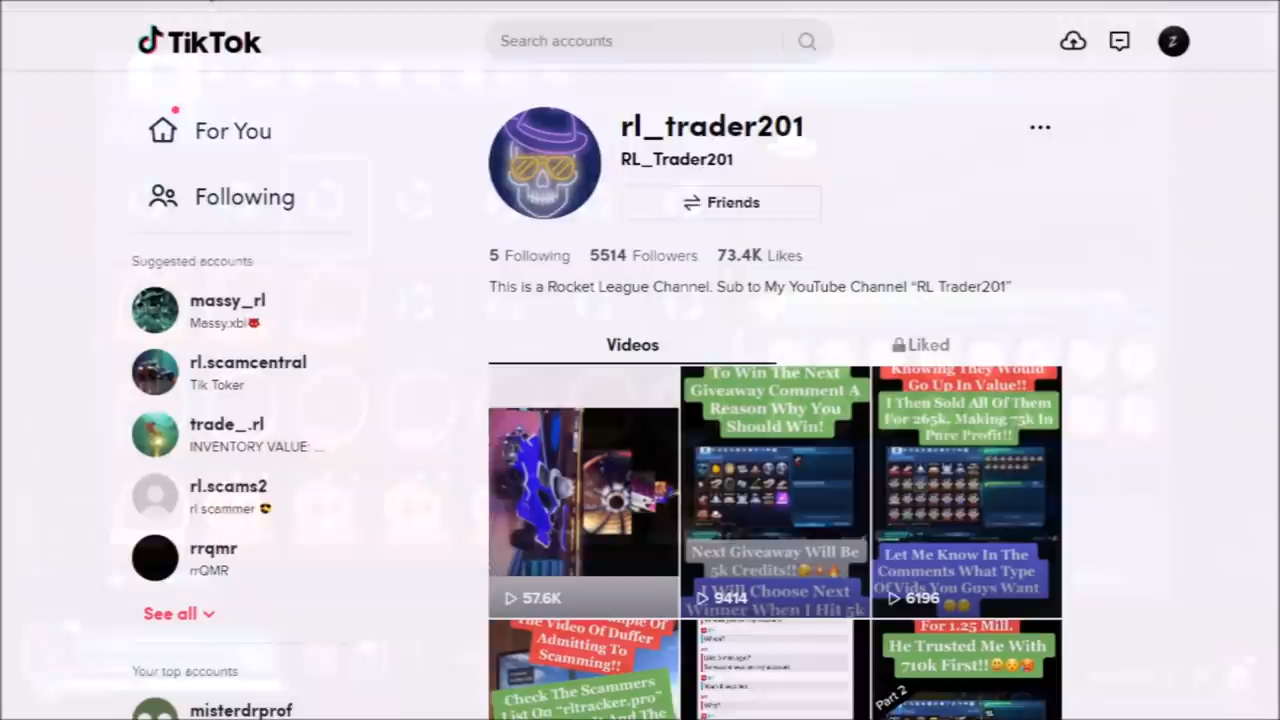 TikTok
Search accounts
For You
Following
Suggested accounts
massy_rl
Massy.xbl👹
rl.scamcentral
Tik Toker
trade_.rl
INVENTORY VALUE: ...
rl.scams2
rl scammer 😎
rrqmr
rrQMR
See all
Your top accounts
misterdrprof
rl_trader201
RL_Trader201
Friends
5 Following 5514 Followers 73.4K Likes
This is a Rocket League Channel. Sub to My YouTube Channel “RL Trader201”
Videos
Liked
57.6K
To Win The Next
Giveaway Comment A
Reason Why You
Should Win!
Next Giveaway Will Be
5k Credits!!
I Will Choose Next
Winner When I Hit 5k
9414
Knowing They Would
Go Up In Value!!
I Then Sold All Of Them
For 265k, Making 75k In
Pure Profit!!
Let Me Know In The
Comments What Type
Of Vids You Guys Want
6196
The Video Of Duffer
Admitting To
Scamming!!
Check The Scammers
List On “rltracker.pro”
And The
For 1.25 Mill.
He Trusted Me With
710k First!!
Part 2